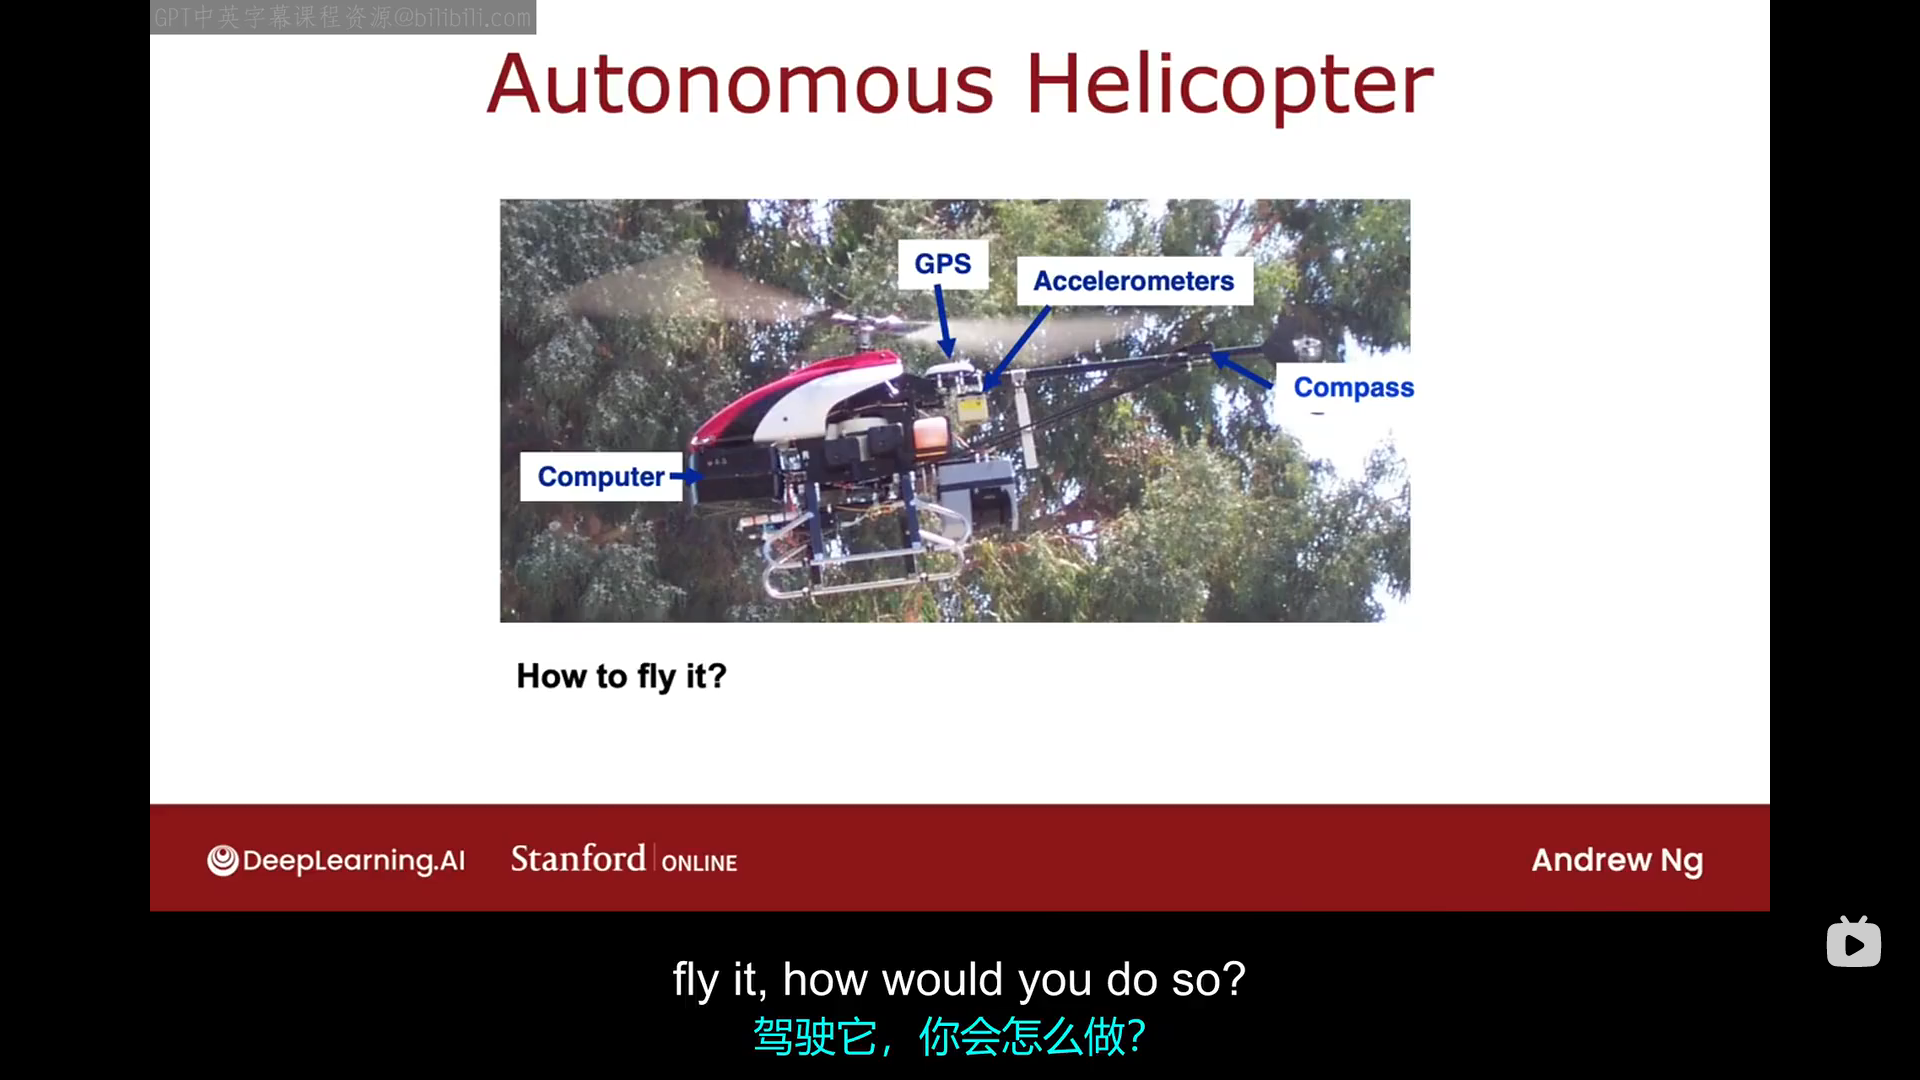 GPT中英字幕课程资源@bilibili.com
Autonomous Helicopter
GPS
Accelerometers
Compass
Computer
How to fly it?
DeepLearning.AI
Stanford | ONLINE
Andrew Ng
fly it, how would you do so?
驾驶它，你会怎么做？